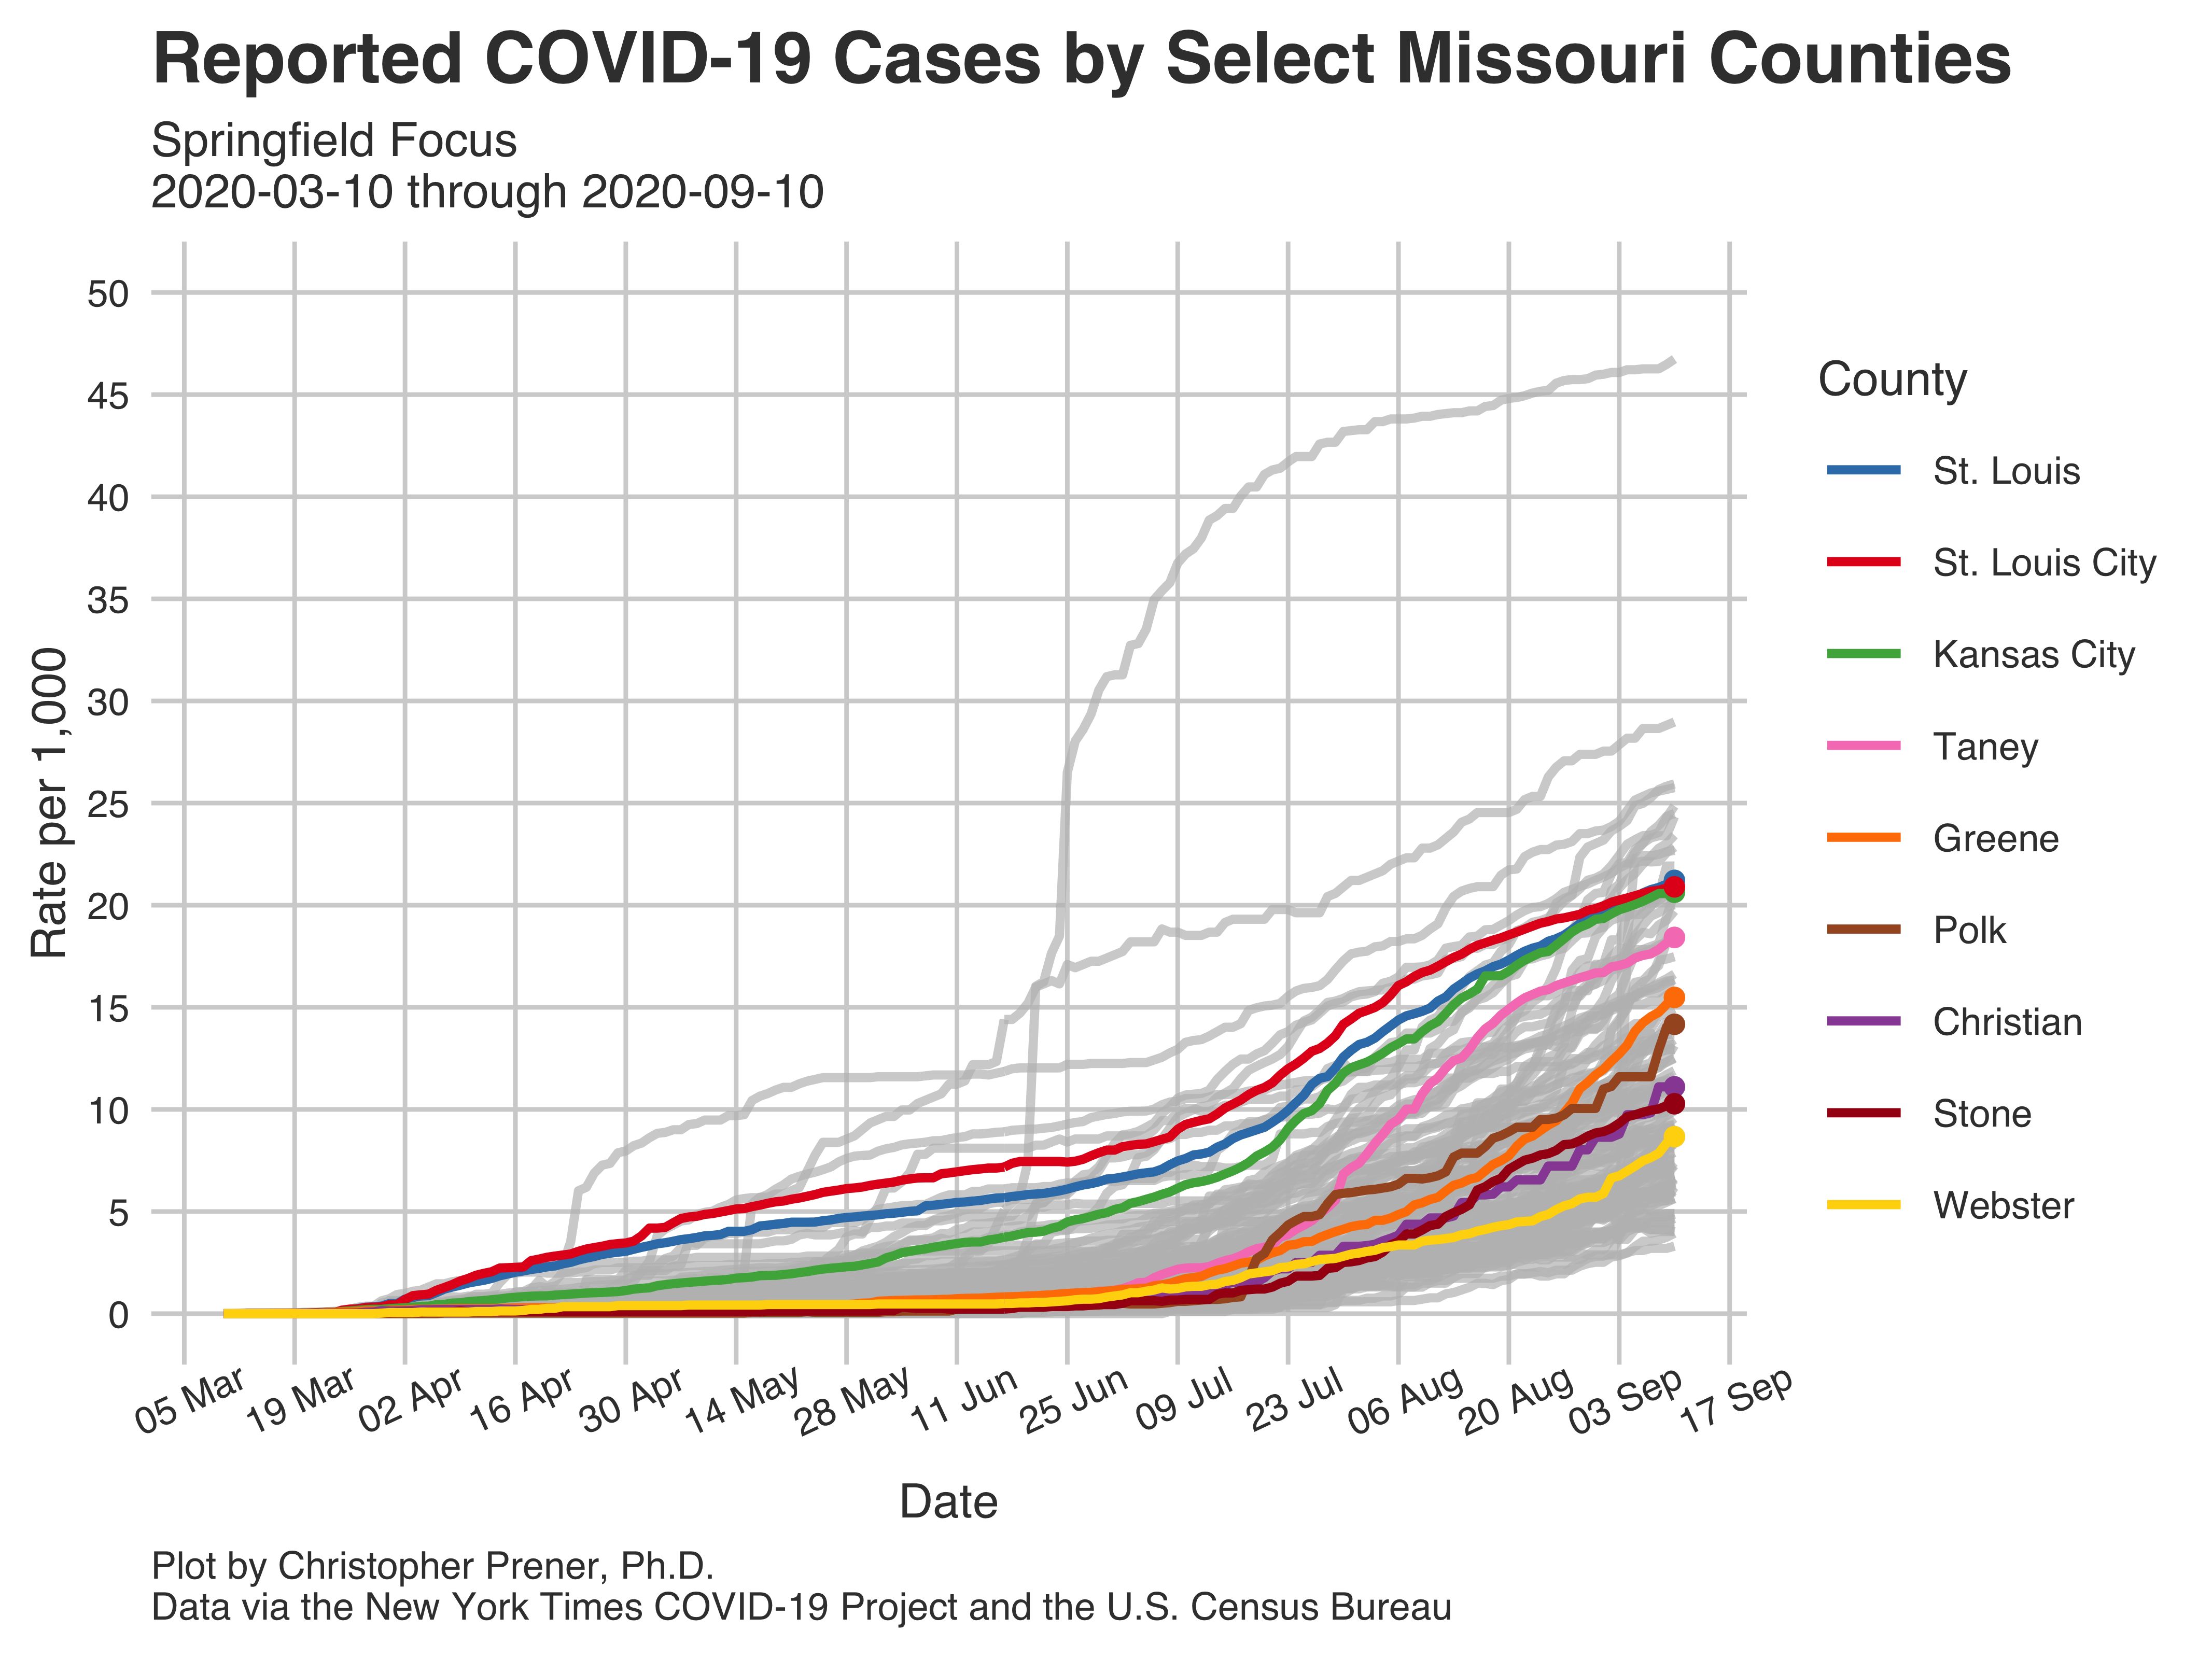 Reported COVID-19 Cases by Select Missouri Counties
Springfield Focus
2020-03-10 through 2020-09-10
50
45
40
35
30
25
20
15
10
5
0
Rate per 1,000
05 Mar
19 Mar
02 Apr
16 Apr
30 Apr
14 May
28 May
11 Jun
25 Jun
09 Jul
23 Jul
06 Aug
20 Aug
03 Sep
17 Sep
Date
County
St. Louis
St. Louis City
Kansas City
Taney
Greene
Polk
Christian
Stone
Webster
Plot by Christopher Prener, Ph.D.
Data via the New York Times COVID-19 Project and the U.S. Census Bureau